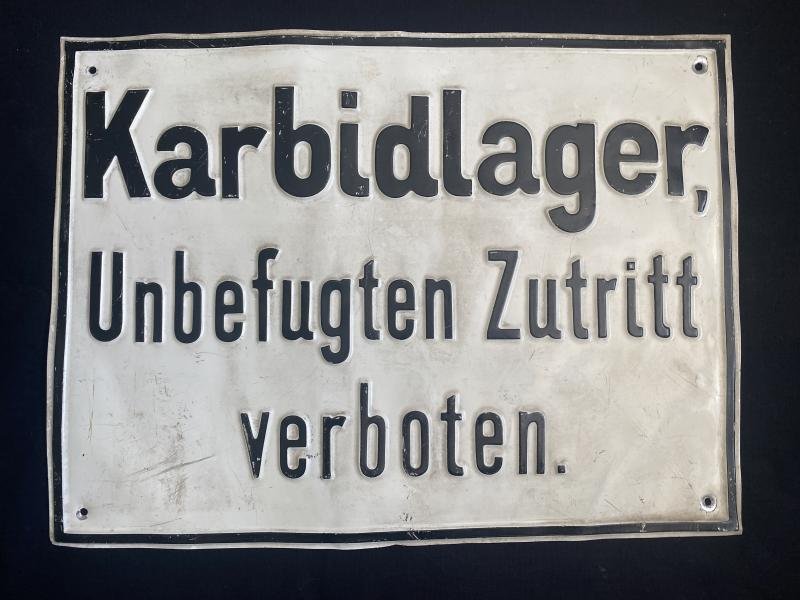 Karbidlager,
Unbefugten Zutritt
verboten.